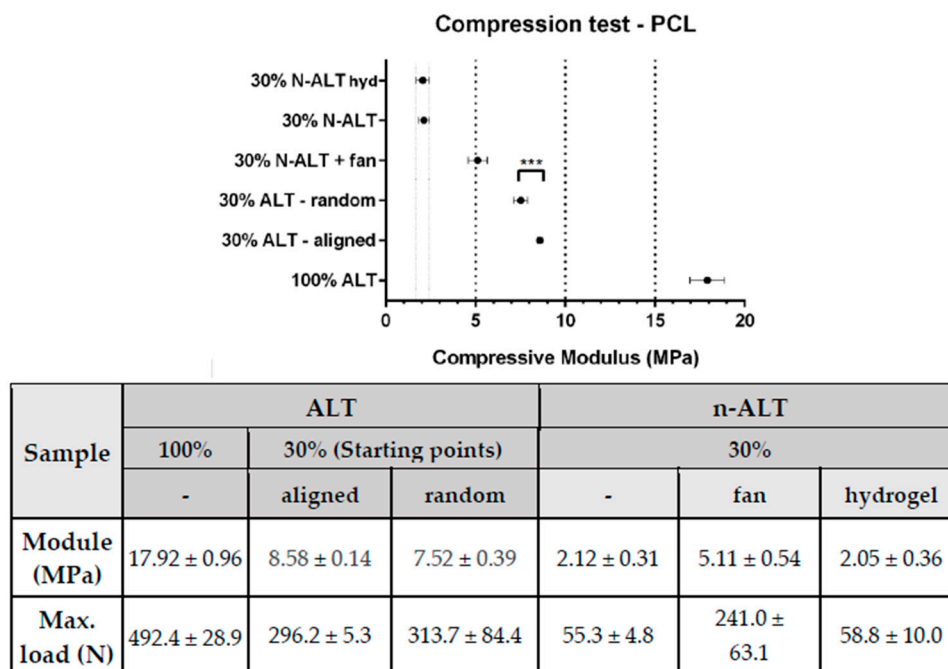 Compression test - PCL
30% N-ALT hyd
30% N-ALT
30% N-ALT + fan
***
30% ALT - random
30% ALT - aligned
100% ALT
0 5 10 15 20
Compressive Modulus (MPa)
Sample ALT n-ALT
100% 30% (Starting points) 30%
- aligned random - fan hydrogel
Module
(MPa) 17.92 ± 0.96 8.58 ± 0.14 7.52 ± 0.39 2.12 ± 0.31 5.11 ± 0.54 2.05 ± 0.36
Max.
load (N) 492.4 ± 28.9 296.2 ± 5.3 313.7 ± 84.4 55.3 ± 4.8 241.0 ±
63.1 58.8 ± 10.0